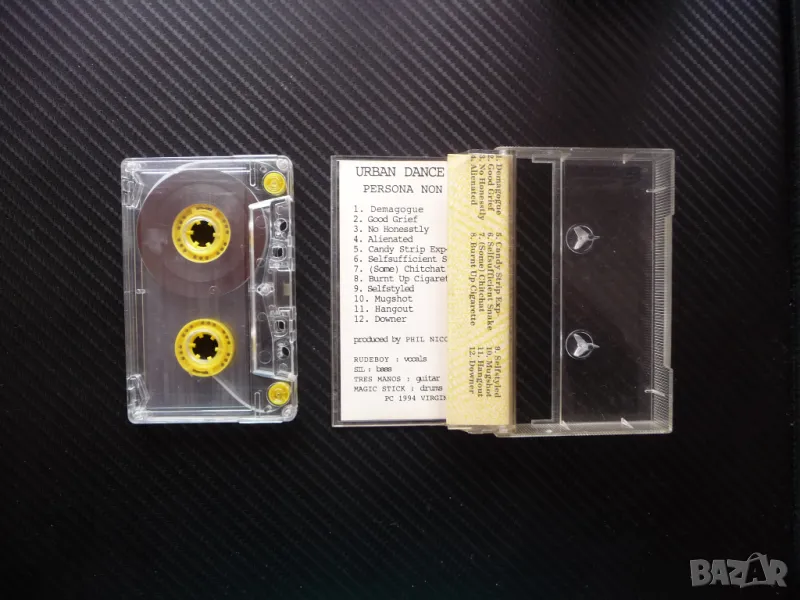 URBAN DANCE
PERSONA NON
1. Demagogue
2. Good Grief
3. No Honeastly
4. Alienated
5. Candy Strip Exp-
6. Selfsufficient S
7. (Some) Chitchat
8. Burnt Up Cigaret
9. Selfstyled
10. Mugshot
11. Hangout
12. Downer
produced by PHIL NICO
RUDEBOY : vocals
SIL: bass
TRES MANOS : guitar
MAGIC STICK : drums
PC 1994 VIRGIN
1. Demagogue
2. Good Grief
3. No Honesstly
4. Alienated
5. Candy Strip Exp
6. Selfsufficient Snake
7. (Some) Chitchat
8. Burnt Up Cigarette
9. Selfstyled
10. Mugshot
11. Hangout
12. Downer
BAZAR